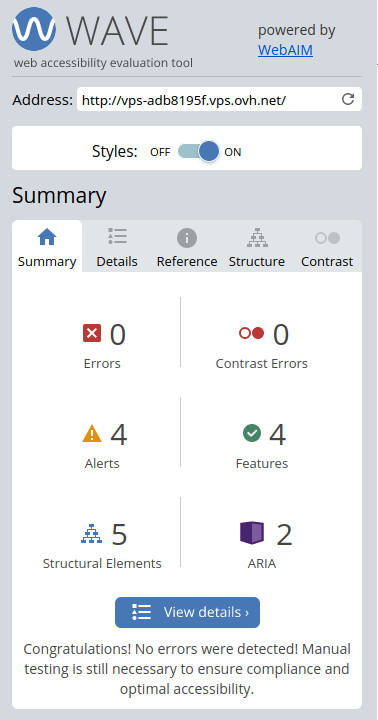 WAVE
web accessibility evaluation tool
powered by
WebAIM
Address: http://vps-adb8195f.vps.ovh.net/
Styles: OFF ON
Summary
Summary Details Reference Structure Contrast
0 0
Errors Contrast Errors
4 4
Alerts Features
5 2
Structural Elements ARIA
View details ›
Congratulations! No errors were detected! Manual
testing is still necessary to ensure compliance and
optimal accessibility.